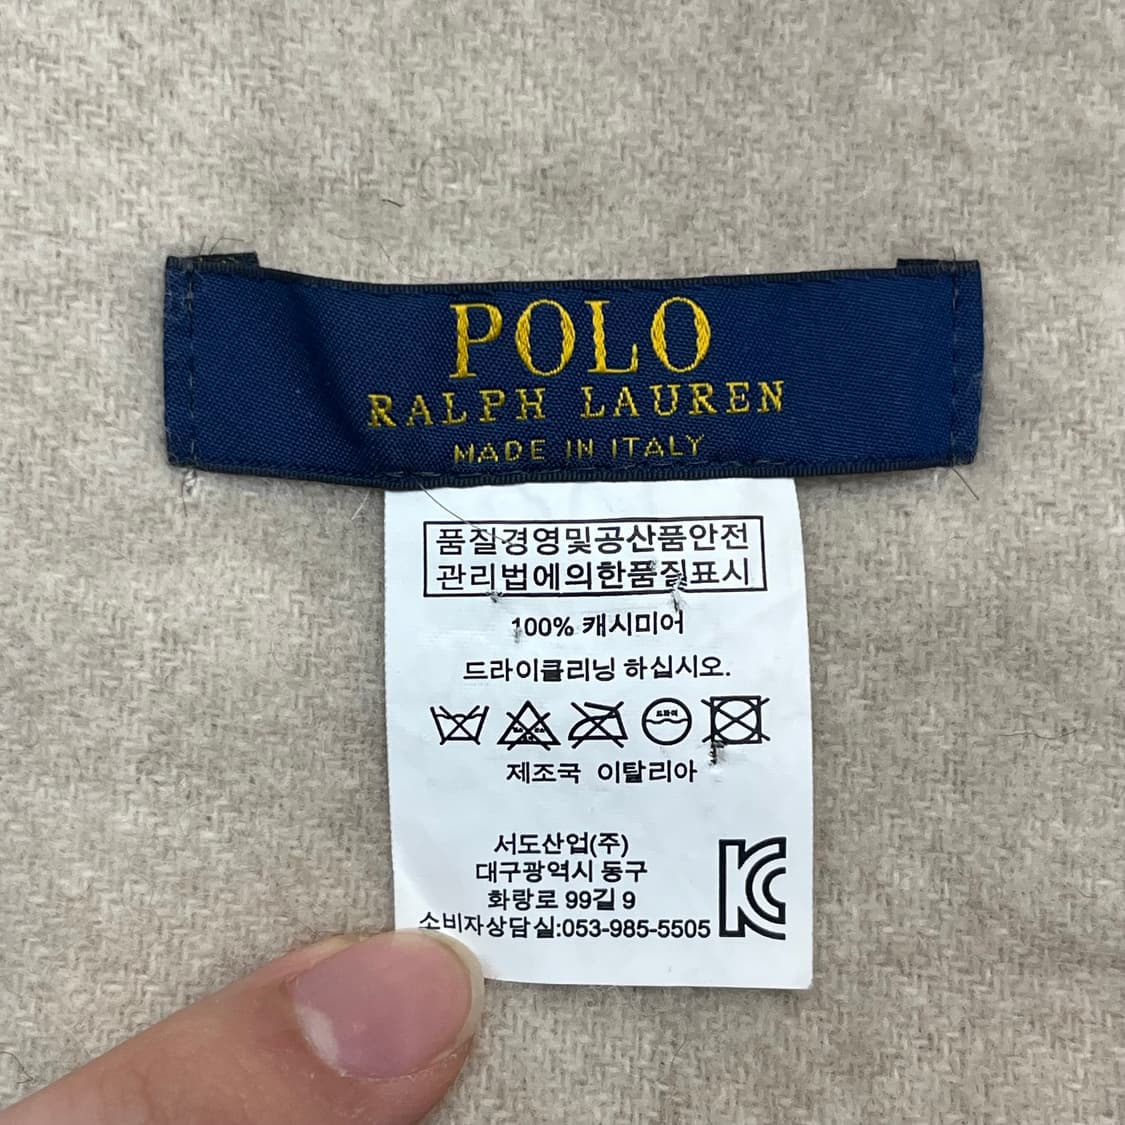 POLO
RALPH LAUREN
MADE IN ITALY
품질경영및공산품안전
관리법에의한품질표시
100% 캐시미어
드라이클리닝 하십시오.
드라이
제조국 이탈리아
서도산업(주)
대구광역시 동구
화랑로 99길 9
소비자상담실:053-985-5505
KC